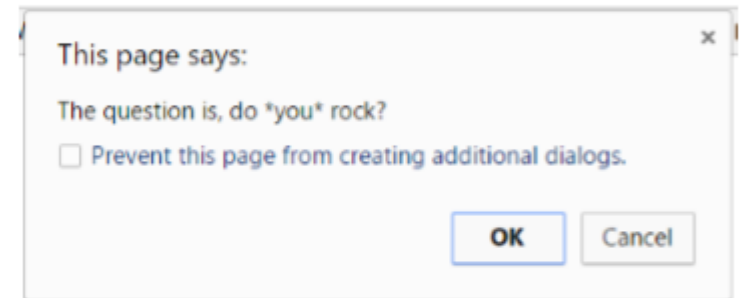 This page says:
The question is, do *you* rock?
Prevent this page from creating additional dialogs.
OK Cancel